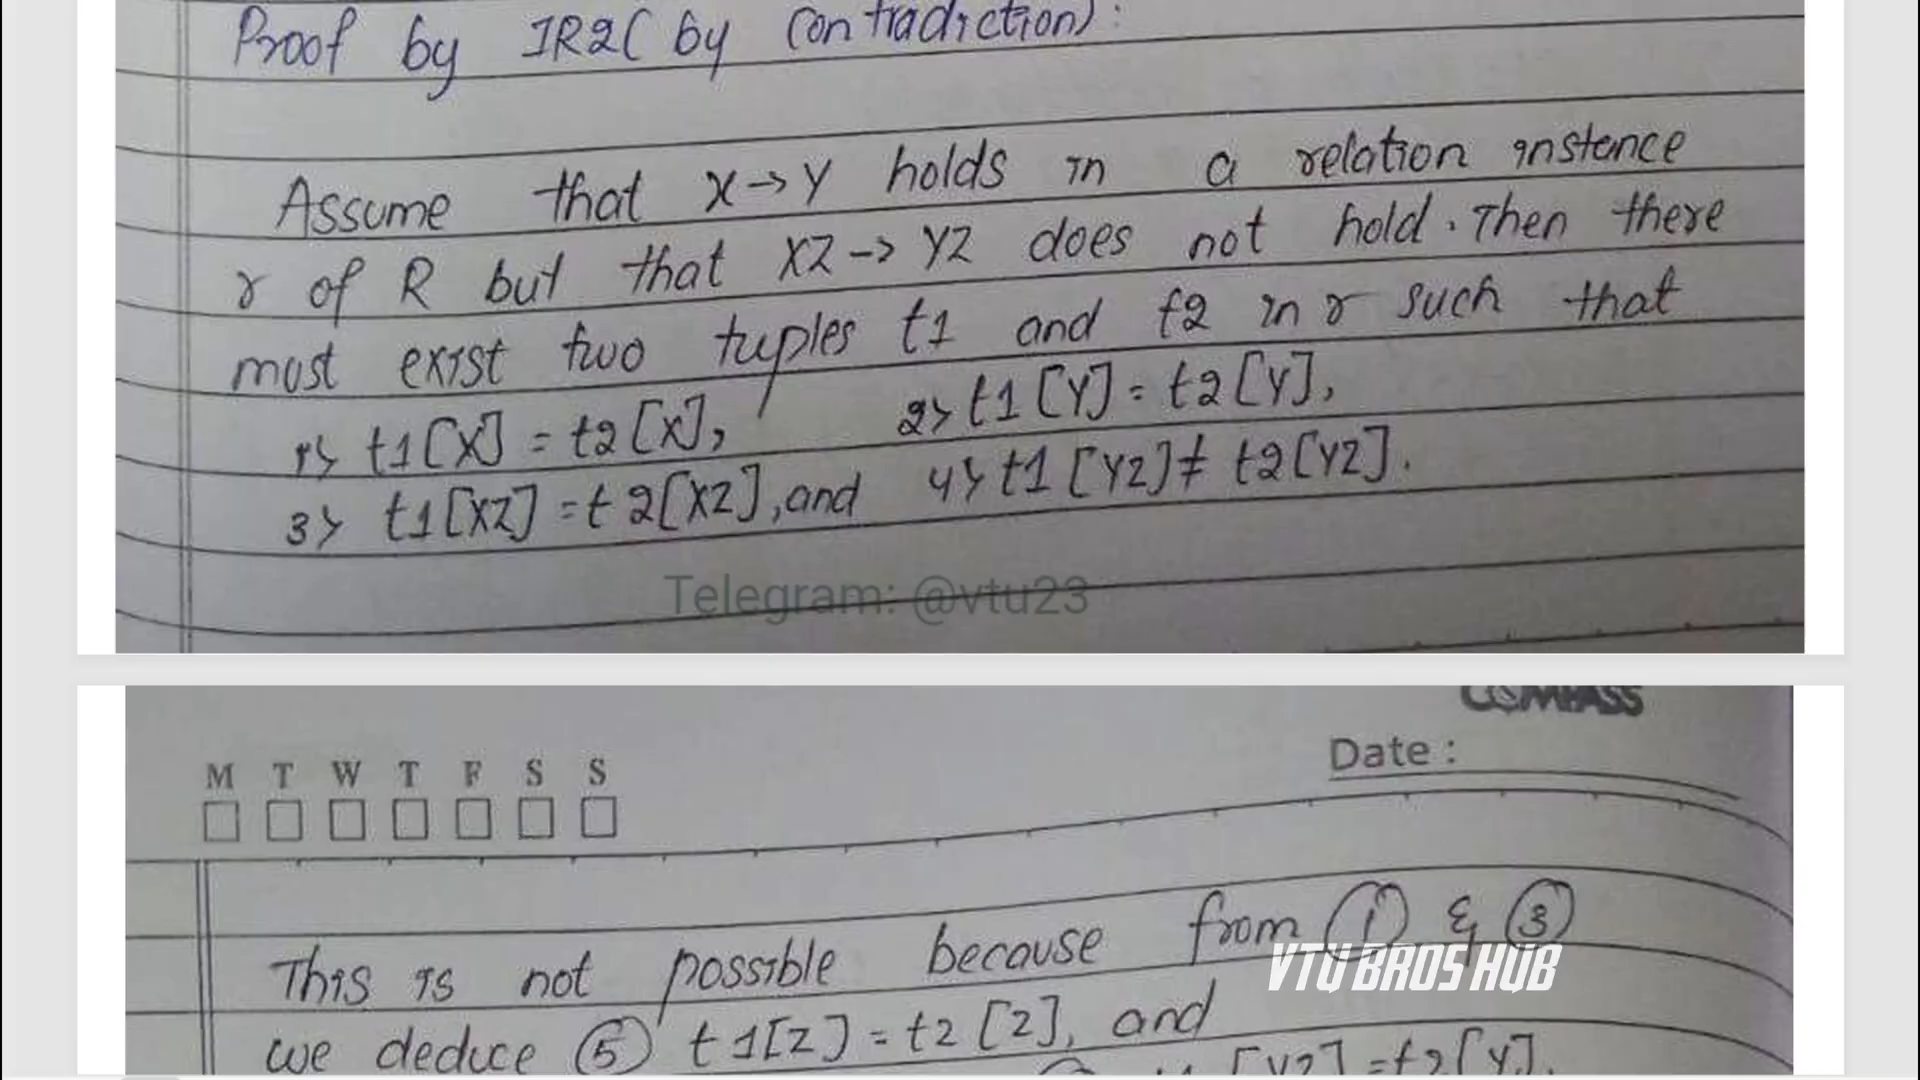 Proof by IR2( by Contradiction):
Assume that X→Y holds in a relation instence
r of R but that XZ→YZ does not hold. Then there
must exist two tuples t1 and t2 in r such that
1> t1[X] = t2[X], 2> t1[Y] = t2[Y],
3> t1[XZ] = t2[XZ], and 4> t1[YZ] ≠ t2[YZ].
Telegram: @vtu23
COMPASS
Date :
M T W T F S S
This is not possible because from ① & ③
VTU BROS HUB
we deduce ⑤ t1[Z] = t2[Z], and
[YZ] = t2[Y].